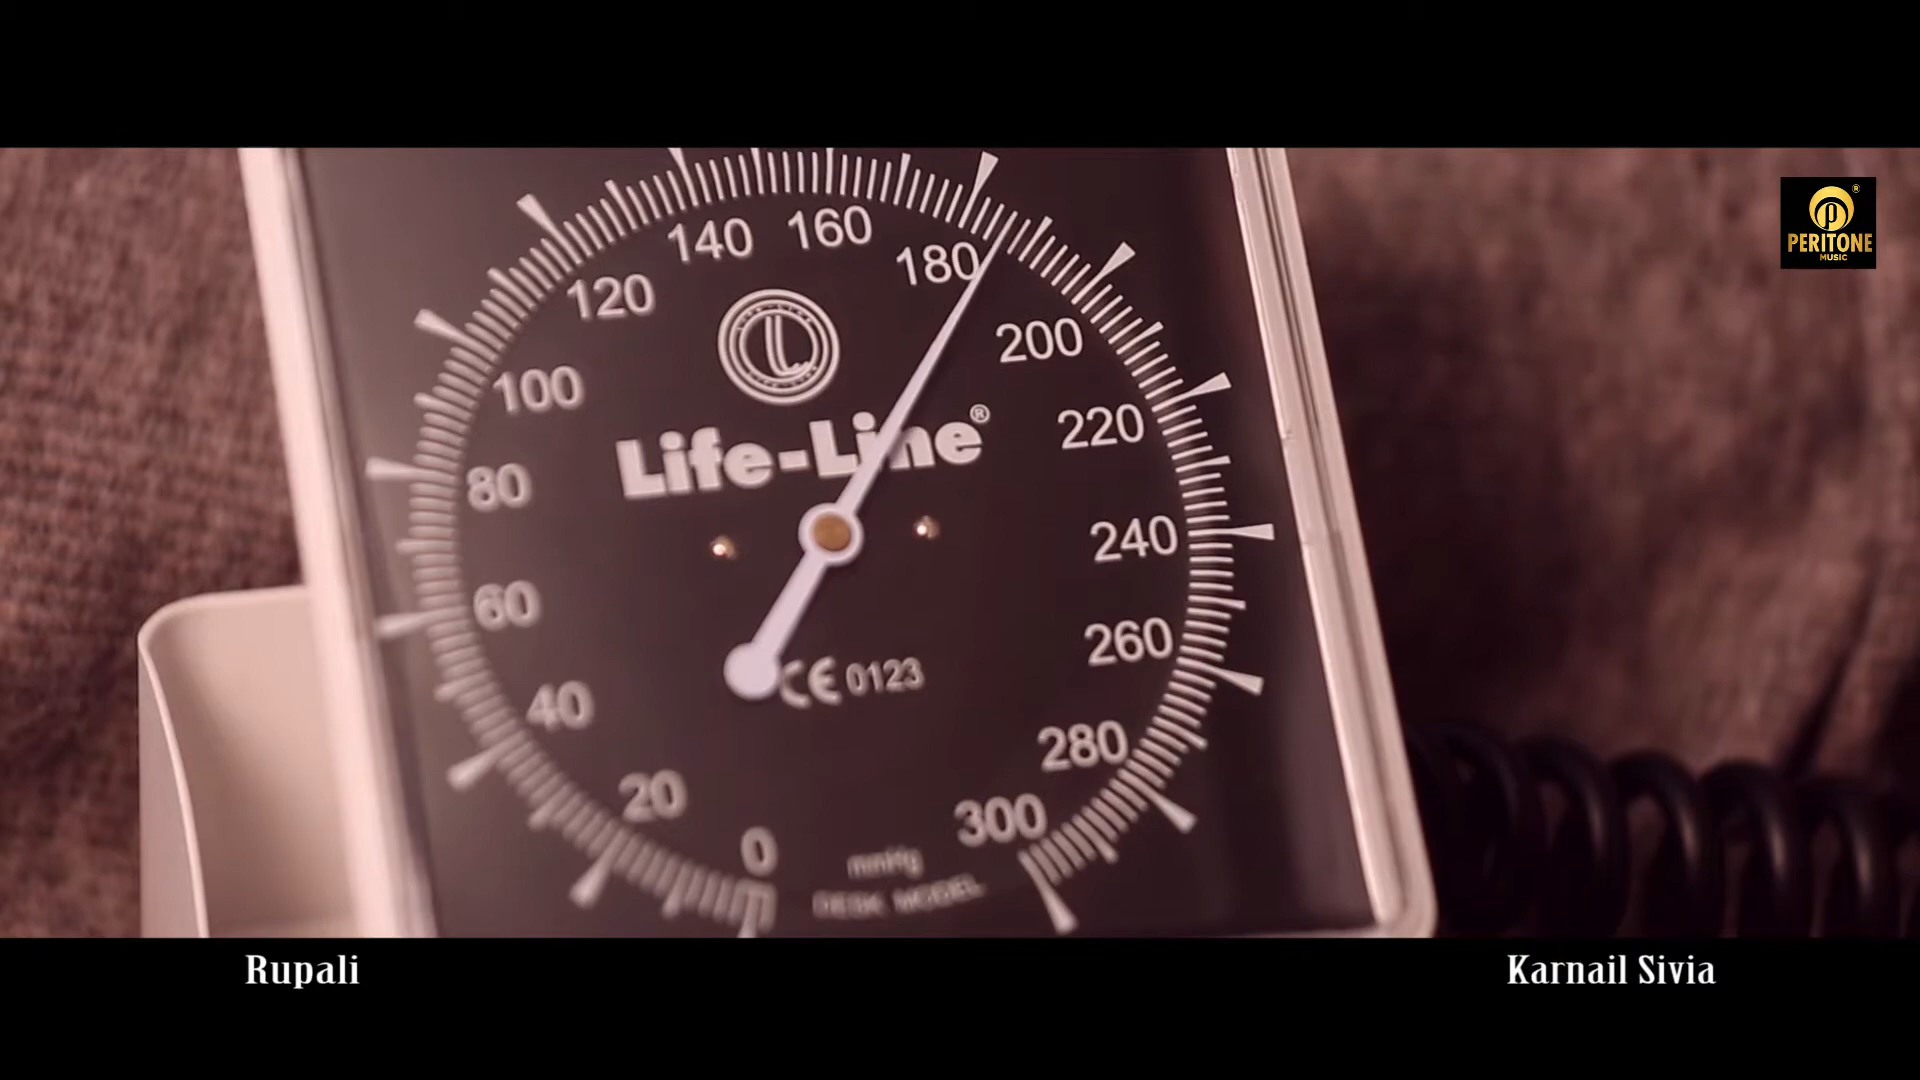 140 160
180
120
200
100
Life-Line®
220
80
240
60
CE 0123
260
40
280
20
300
0
mmHg
DESK MODEL
PERITONE
MUSIC
Rupali
Karnail Sivia